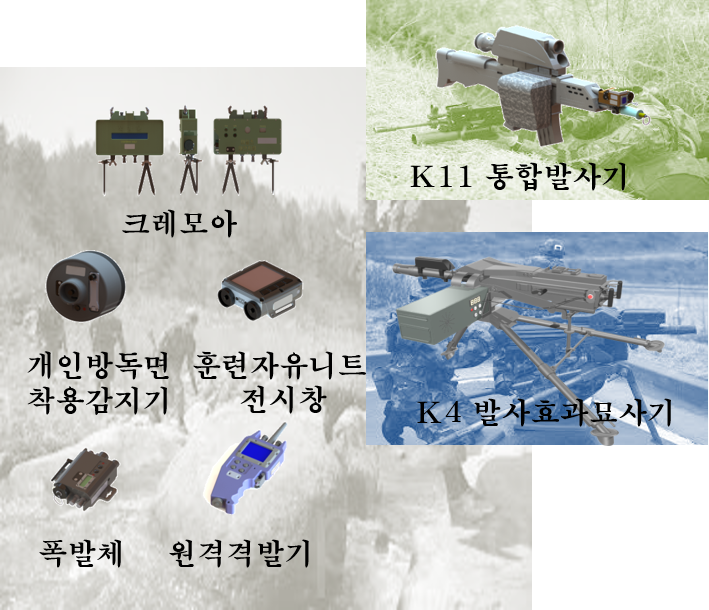 K11 통합발사기
크레모아
개인방독면
착용감지기
훈련자유니트
전시창
K4 발사효과묘사기
폭발체
원격격발기